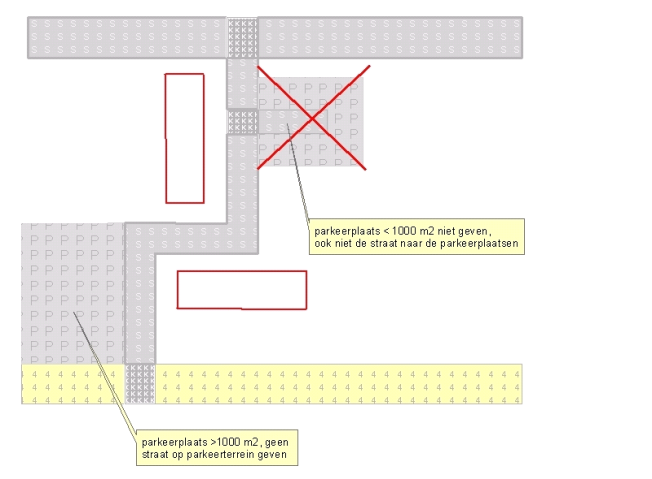 parkeerplaats < 1000 m2 niet geven,
ook niet de straat naar de parkeerplaatsen
parkeerplaats >1000 m2, geen
straat op parkeerterrein geven